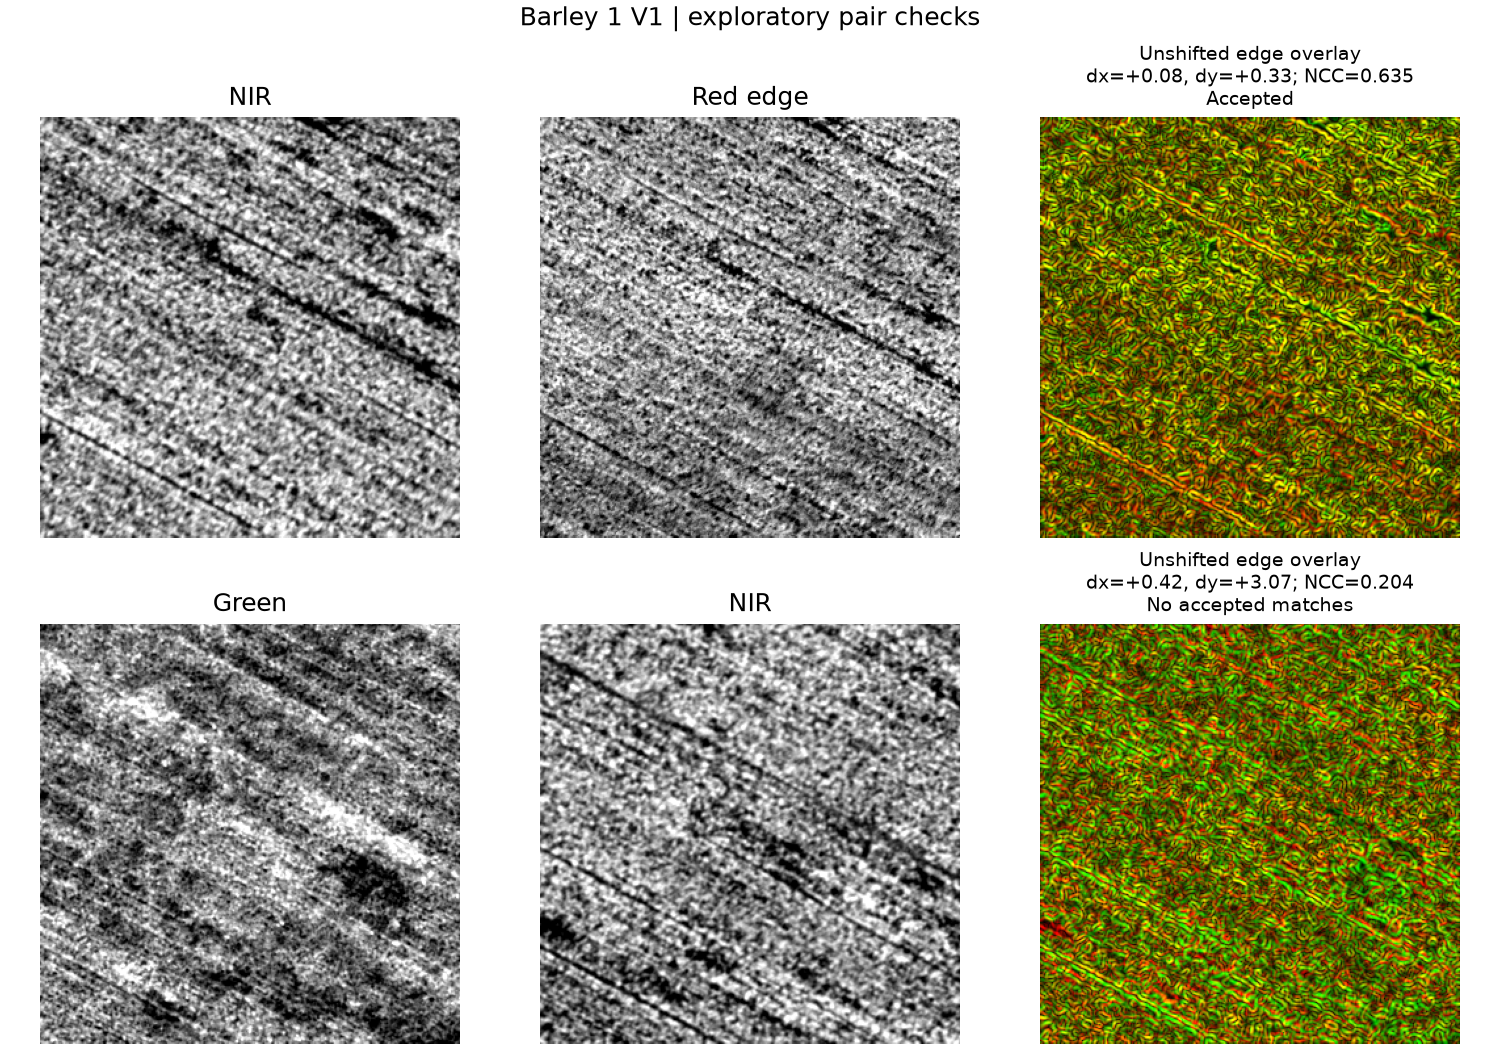 Barley 1 V1 | exploratory pair checks
NIR
Red edge
Unshifted edge overlay
dx=+0.08, dy=+0.33; NCC=0.635
Accepted
Green
NIR
Unshifted edge overlay
dx=+0.42, dy=+3.07; NCC=0.204
No accepted matches